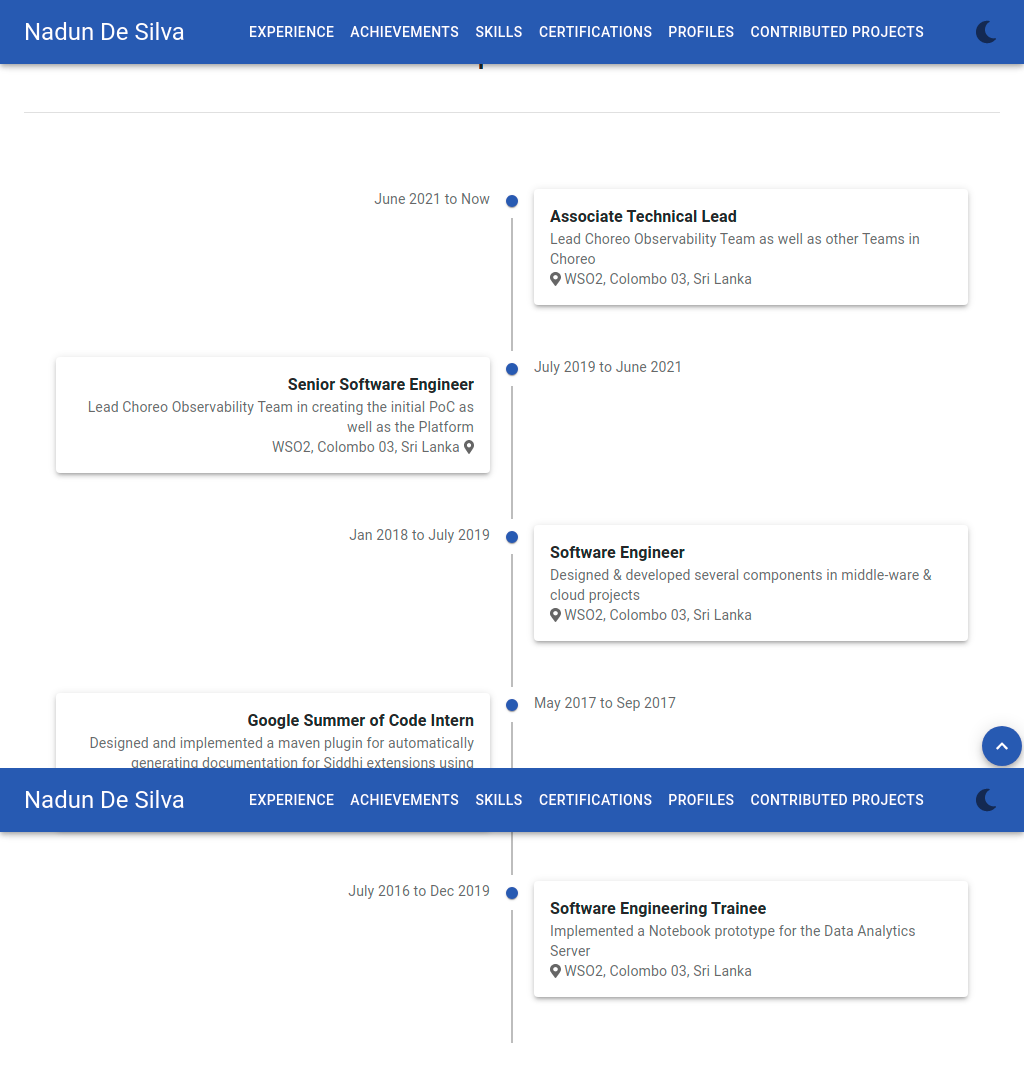 Nadun De Silva
EXPERIENCE ACHIEVEMENTS SKILLS CERTIFICATIONS PROFILES CONTRIBUTED PROJECTS
June 2021 to Now
Associate Technical Lead
Lead Choreo Observability Team as well as other Teams in
Choreo
WSO2, Colombo 03, Sri Lanka
July 2019 to June 2021
Senior Software Engineer
Lead Choreo Observability Team in creating the initial PoC as
well as the Platform
WSO2, Colombo 03, Sri Lanka
Jan 2018 to July 2019
Software Engineer
Designed & developed several components in middle-ware &
cloud projects
WSO2, Colombo 03, Sri Lanka
May 2017 to Sep 2017
Google Summer of Code Intern
Designed and implemented a maven plugin for automatically
generating documentation for Siddhi extensions using
Nadun De Silva
EXPERIENCE ACHIEVEMENTS SKILLS CERTIFICATIONS PROFILES CONTRIBUTED PROJECTS
July 2016 to Dec 2019
Software Engineering Trainee
Implemented a Notebook prototype for the Data Analytics
Server
WSO2, Colombo 03, Sri Lanka